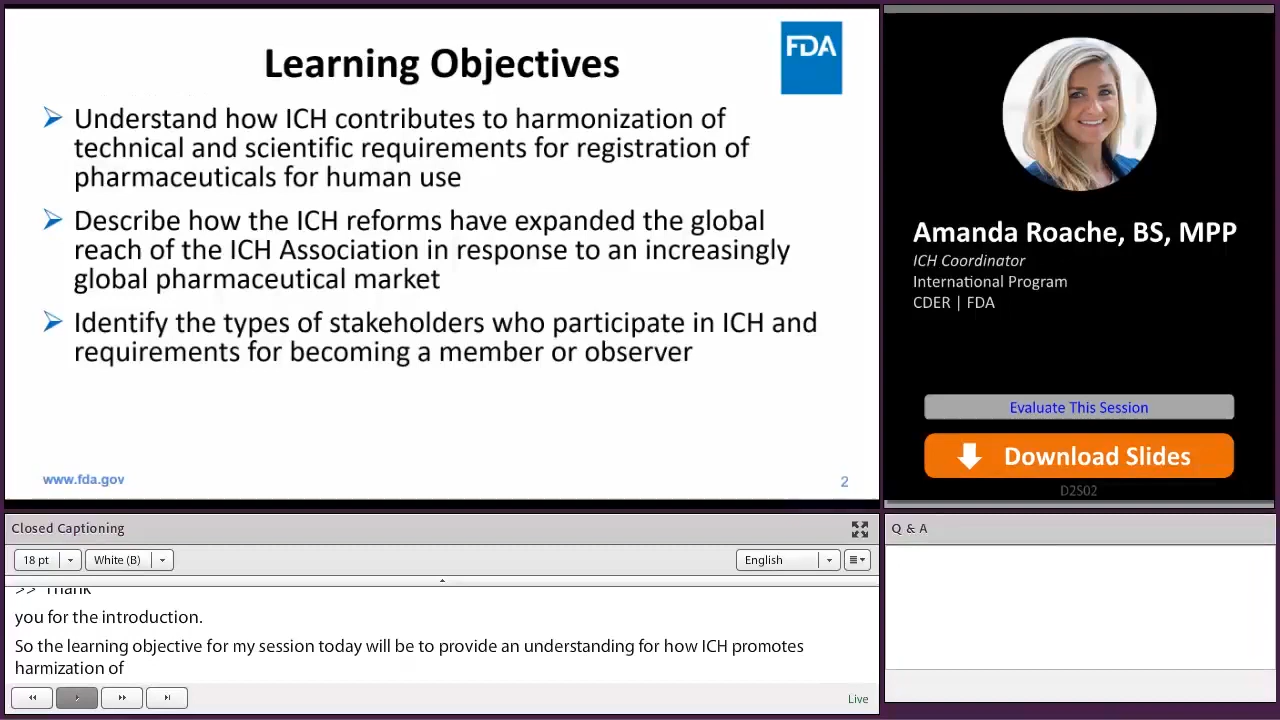 Learning Objectives
FDA
Understand how ICH contributes to harmonization of
technical and scientific requirements for registration of
pharmaceuticals for human use
Describe how the ICH reforms have expanded the global
reach of the ICH Association in response to an increasingly
global pharmaceutical market
Identify the types of stakeholders who participate in ICH and
requirements for becoming a member or observer
www.fda.gov
2
Amanda Roache, BS, MPP
ICH Coordinator
International Program
CDER | FDA
Evaluate This Session
Download Slides
D2S02
Closed Captioning
18 pt
White (B)
English
>> Thank
you for the introduction.
So the learning objective for my session today will be to provide an understanding for how ICH promotes
harmization of
Live
Q & A